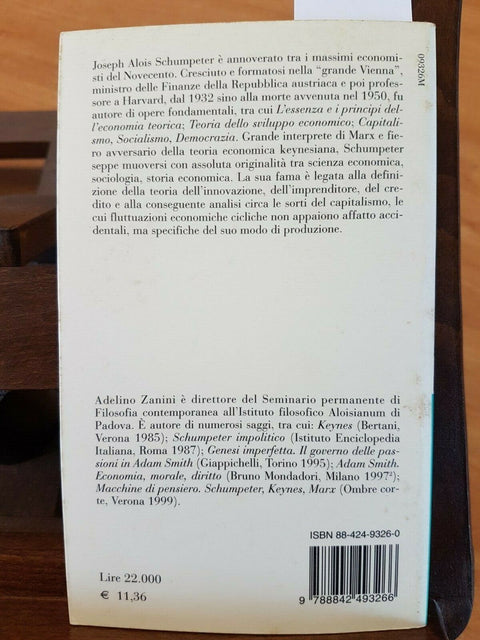 09326M
Joseph Alois Schumpeter è annoverato tra i massimi economi-
sti del Novecento. Cresciuto e formatosi nella "grande Vienna",
ministro delle Finanze della Repubblica austriaca e poi profes-
sore a Harvard, dal 1932 sino alla morte avvenuta nel 1950, fu
autore di opere fondamentali, tra cui L'essenza e i principi del-
l'economia teorica; Teoria dello sviluppo economico; Capitali-
smo, Socialismo, Democrazia. Grande interprete di Marx e fie-
ro avversario della teoria economica keynesiana, Schumpeter
seppe muoversi con assoluta originalità tra scienza economica,
sociologia, storia economica. La sua fama è legata alla defini-
zione della teoria dell'innovazione, dell'imprenditore, del cre-
dito e alla conseguente analisi circa le sorti del capitalismo, le
cui fluttuazioni economiche cicliche non appaiono affatto acci-
dentali, ma specifiche del suo modo di produzione.
Adelino Zanini è direttore del Seminario permanente di
Filosofia contemporanea all'Istituto filosofico Aloisianum di
Padova. È autore di numerosi saggi, tra cui: Keynes (Bertani,
Verona 1985); Schumpeter impolitico (Istituto Enciclopedia
Italiana, Roma 1987); Genesi imperfetta. Il governo delle pas-
sioni in Adam Smith (Giappichelli, Torino 1995); Adam Smith.
Economia, morale, diritto (Bruno Mondadori, Milano 1997²);
Macchine di pensiero. Schumpeter, Keynes, Marx (Ombre cor-
te, Verona 1999).
ISBN 88-424-9326-0
Lire 22.000
€ 11,36
9 788842 493266